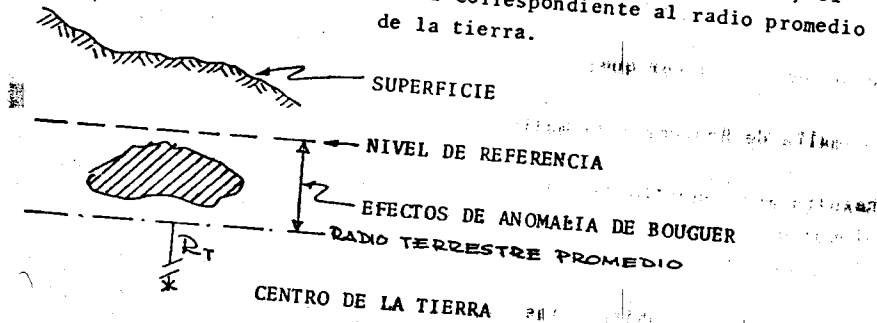 correspondiente al radio promedio
de la tierra.
SUPERFICIE
NIVEL DE REFERENCIA
EFECTOS DE ANOMALIA DE BOUGUER
RADIO TERRESTRE PROMEDIO
RT
CENTRO DE LA TIERRA